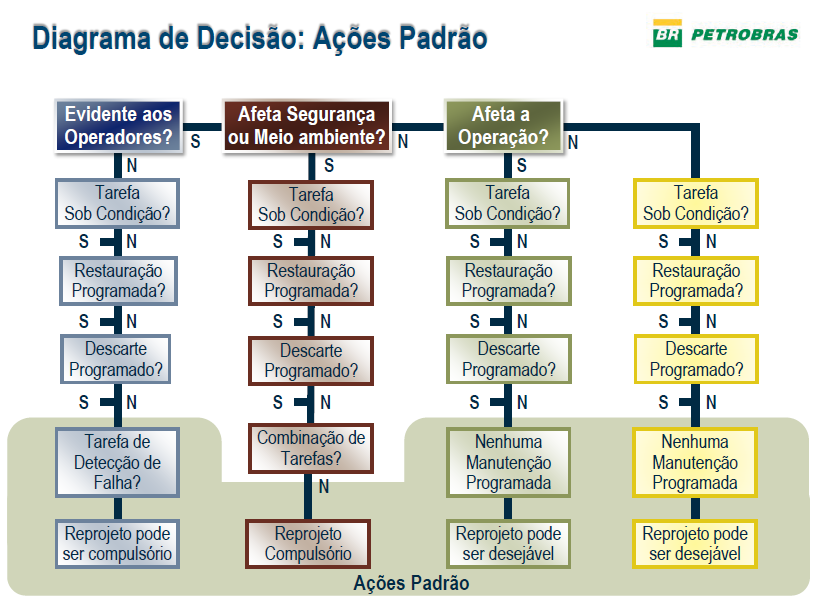 Diagrama de Decisão: Ações Padrão
BR PETROBRAS
Evidente aos
Operadores?
S
Afeta Segurança
ou Meio ambiente?
N
Afeta a
Operação?
N
N
S
S
Tarefa
Sob Condição?
Tarefa
Sob Condição?
Tarefa
Sob Condição?
Tarefa
Sob Condição?
S N
S N
S N
S N
Restauração
Programada?
Restauração
Programada?
Restauração
Programada?
Restauração
Programada?
S N
S N
S N
S N
Descarte
Programado?
Descarte
Programado?
Descarte
Programado?
Descarte
Programado?
S N
S N
S N
S N
Tarefa de
Detecção de
Falha?
Combinação de
Tarefas?
Nenhuma
Manutenção
Programada
Nenhuma
Manutenção
Programada
N
Reprojeto pode
ser compulsório
Reprojeto
Compulsório
Reprojeto pode
ser desejável
Reprojeto pode
ser desejável
Ações Padrão